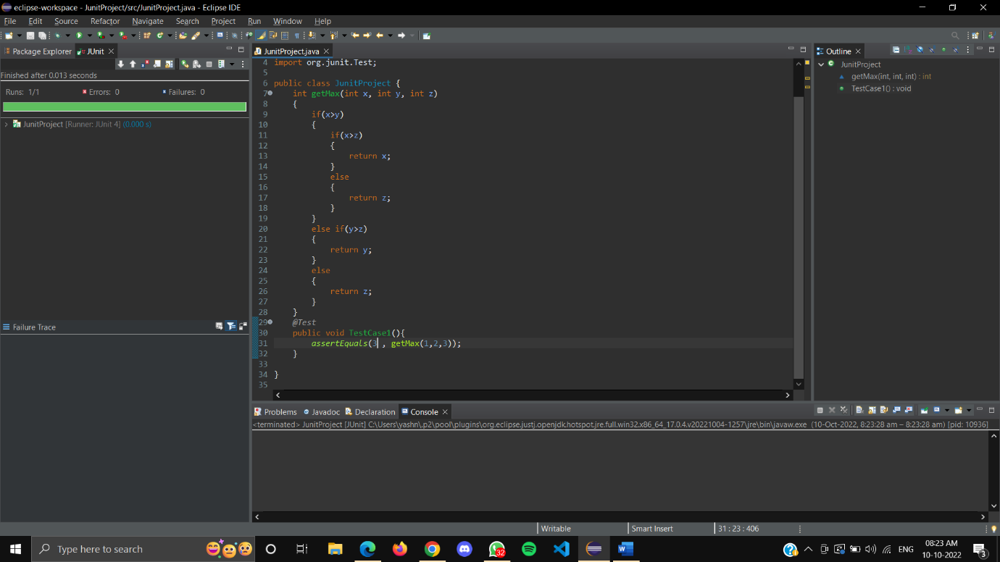 eclipse-workspace - JunitProject/src/JunitProject.java - Eclipse IDE
File Edit Source Refactor Navigate Search Project Run Window Help
Package Explorer JUnit
Finished after 0.013 seconds
Runs: 1/1 Errors: 0 Failures: 0
JunitProject [Runner: JUnit 4] (0.000 s)
Failure Trace
JunitProject.java
4 import org.junit.Test;
5
6 public class JunitProject {
7 int getMax(int x, int y, int z)
8 {
9 if(x>y)
10 {
11 if(x>z)
12 {
13 return x;
14 }
15 else
16 {
17 return z;
18 }
19 }
20 else if(y>z)
21 {
22 return y;
23 }
24 else
25 {
26 return z;
27 }
28 }
29 @Test
30 public void TestCase1(){
31 assertEquals(3 , getMax(1,2,3));
32 }
33
34 }
35
Outline
JunitProject
getMax(int, int, int) : int
TestCase1() : void
Problems Javadoc Declaration Console
<terminated> JunitProject [JUnit] C:\Users\yashn\.p2\pool\plugins\org.eclipse.justj.openjdk.hotspot.jre.full.win32.x86_64_17.0.4.v20221004-1257\jre\bin\javaw.exe (10-Oct-2022, 8:23:28 am – 8:23:28 am) [pid: 10936]
Writable Smart Insert 31 : 23 : 406
Type here to search
32
ENG
08:23 AM
10-10-2022
3